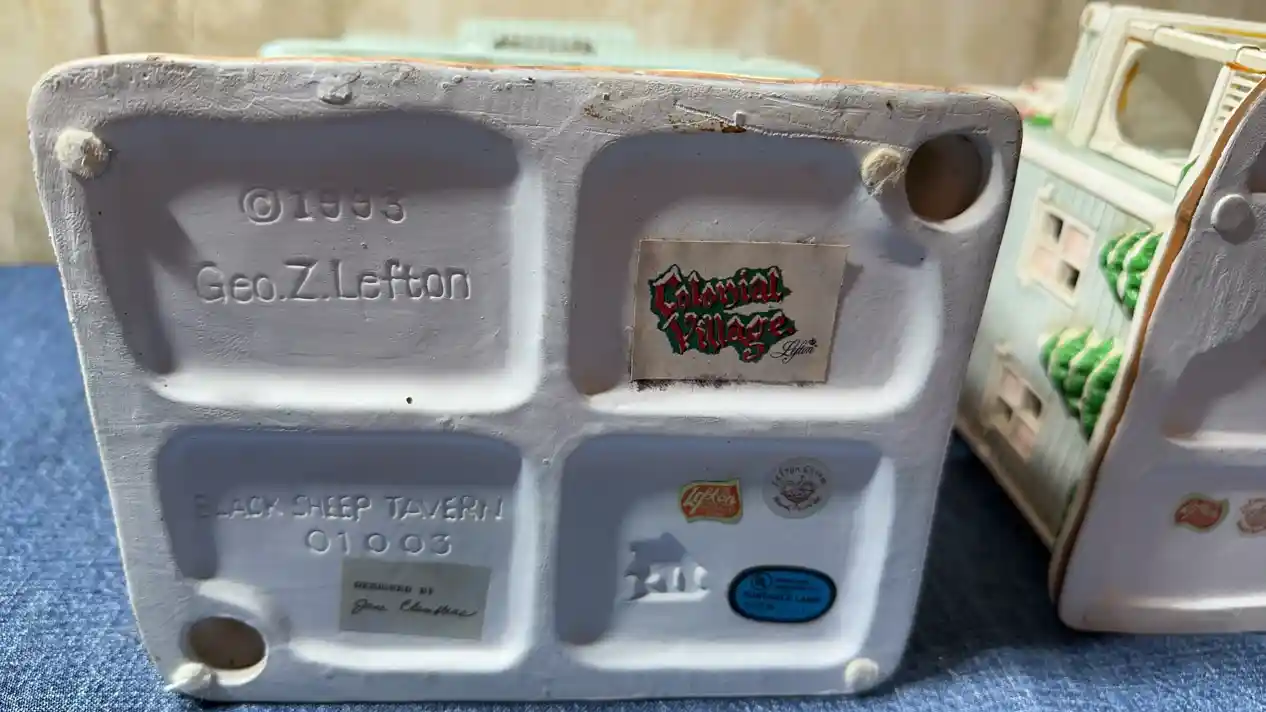 ©1993
Geo.Z.Lefton
Colonial
Village
Lefton
BLACK SHEEP TAVERN
01003
DESIGNED BY
Lefton